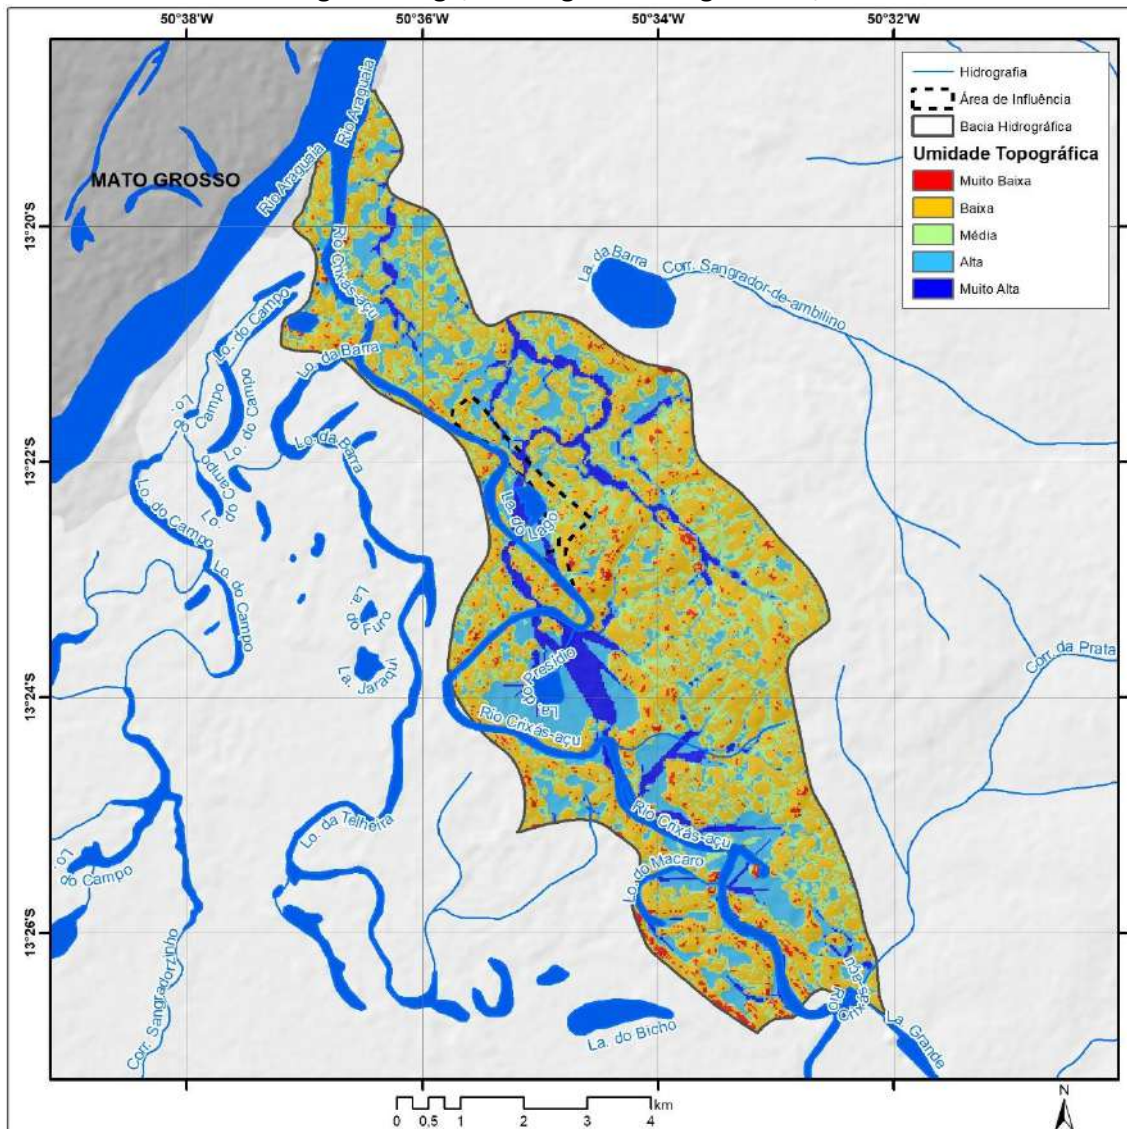 50°38'W 50°36'W 50°34'W 50°32'W
Hidrografia
Área de Influência
Bacia Hidrográfica
Umidade Topográfica
Muito Baixa
Baixa
Média
Alta
Muito Alta
MATO GROSSO
Rio Araguaia
Rio Araguaia
13°20'S
Rio Crixás-açu
La. da Barra
Corr. Sangrador-de-ambilino
Lo. do Campo
Lo. da Barra
Lo. do Campo
Lo. do Campo
Lo. da Barra
13°22'S
Lo. do Campo
Lo. do Campo
La. do Lago
Lo. do Campo
La. do Furo
La. Jaraqui
Corr. da Prata
13°24'S
La. do Presídio
Rio Crixás-açu
Rio Crixás-açu
Lo. da Telheira
Lo. do Campo
Lo. do Macaro
13°26'S
Corr. Sangradorzinho
Rio Crixás-açu
La. Grande
La. do Bicho
N
km
0 0,5 1 2 3 4